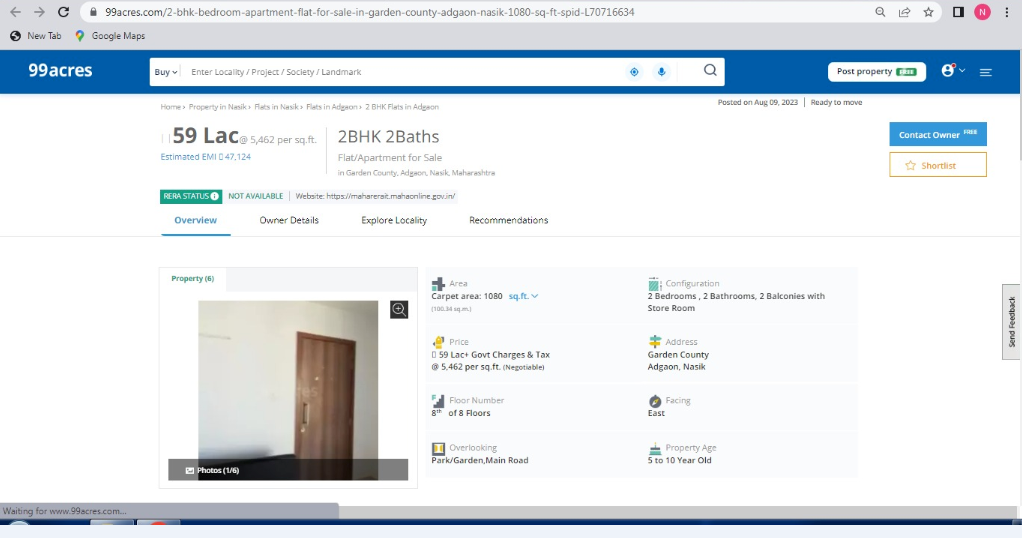 99acres.com/2-bhk-bedroom-apartment-flat-for-sale-in-garden-county-adgaon-nasik-1080-sq-ft-spid-L70716634
N
New Tab
Google Maps
99acres
Buy
Enter Locality / Project / Society / Landmark
Post property FREE
Home › Property in Nasik › Flats in Nasik › Flats in Adgaon › 2 BHK Flats in Adgaon
Posted on Aug 09, 2023 | Ready to move
59 Lac @ 5,462 per sq.ft.
Estimated EMI 47,124
2BHK 2Baths
Flat/Apartment for Sale
in Garden County, Adgaon, Nasik, Maharashtra
Contact Owner FREE
Shortlist
RERA STATUS NOT AVAILABLE | Website: https://maharerait.mahaonline.gov.in/
Overview
Owner Details
Explore Locality
Recommendations
Property (6)
Photos (1/6)
Area
Carpet area: 1080 sq.ft.
(100.34 sq.m.)
Configuration
2 Bedrooms , 2 Bathrooms, 2 Balconies with
Store Room
Price
59 Lac+ Govt Charges & Tax
@ 5,462 per sq.ft. (Negotiable)
Address
Garden County
Adgaon, Nasik
Floor Number
8th of 8 Floors
Facing
East
Overlooking
Park/Garden,Main Road
Property Age
5 to 10 Year Old
Send Feedback
Waiting for www.99acres.com...